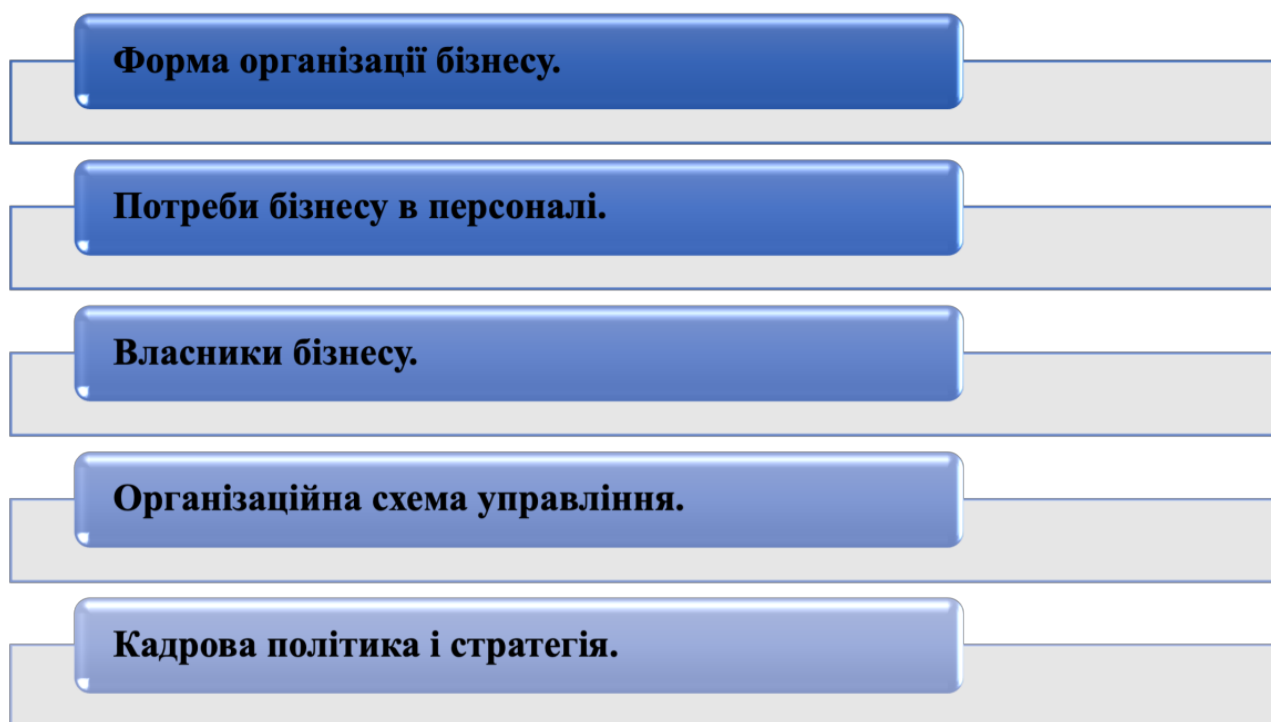 Форма організації бізнесу.
Потреби бізнесу в персоналі.
Власники бізнесу.
Організаційна схема управління.
Кадрова політика і стратегія.